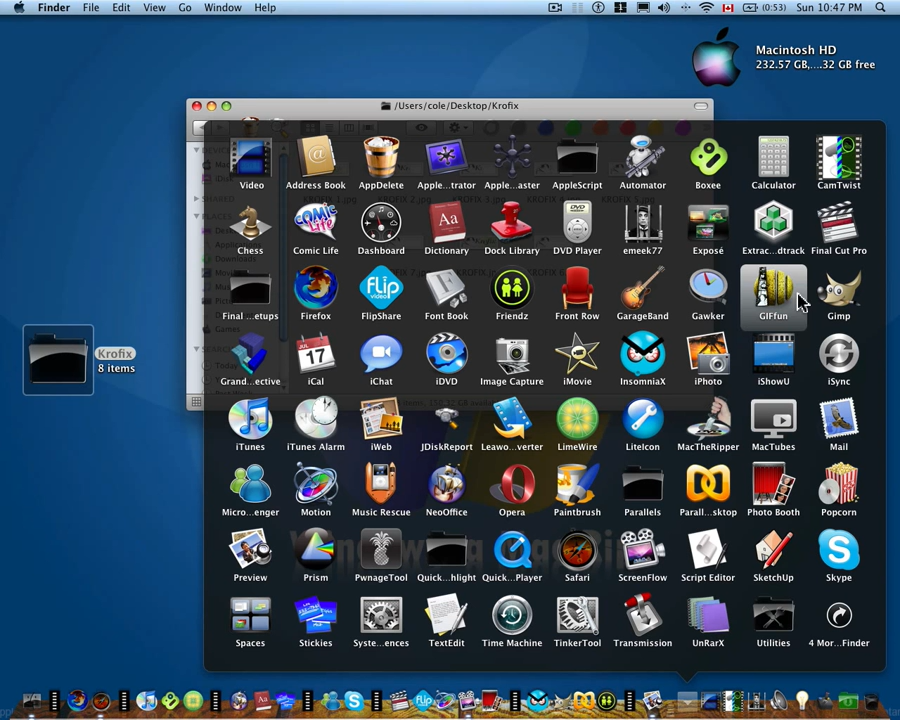 Finder File Edit View Go Window Help
(0:53) Sun 10:47 PM
Macintosh HD
232.57 GB,....32 GB free
/Users/cole/Desktop/Krofix
Krofix
8 items
Video Address Book AppDelete Apple...trator Apple...aster AppleScript Automator Boxee Calculator CamTwist
Chess Comic Life Dashboard Dictionary Dock Library DVD Player emeek77 Exposé Extrac...dtrack Final Cut Pro
Final ...etups Firefox FlipShare Font Book Friendz Front Row GarageBand Gawker GIFfun Gimp
Grand...ective iCal iChat iDVD Image Capture iMovie InsomniaX iPhoto iShowU iSync
iTunes iTunes Alarm iWeb JDiskReport Leawo...verter LimeWire LiteIcon MacTheRipper MacTubes Mail
Micro...enger Motion Music Rescue NeoOffice Opera Paintbrush Parallels Parall...sktop Photo Booth Popcorn
Preview Prism PwnageTool Quick...hlight Quick...Player Safari ScreenFlow Script Editor SketchUp Skype
Spaces Stickies Syste...ences TextEdit Time Machine TinkerTool Transmission UnRarX Utilities 4 Mor...Finder